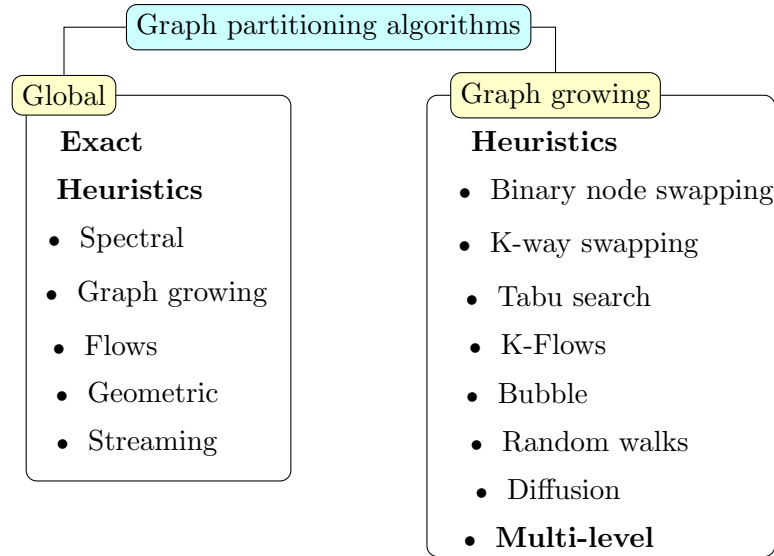 Graph partitioning algorithms
Global
Exact
Heuristics
• Spectral
• Graph growing
• Flows
• Geometric
• Streaming
Graph growing
Heuristics
• Binary node swapping
• K-way swapping
• Tabu search
• K-Flows
• Bubble
• Random walks
• Diffusion
• Multi-level